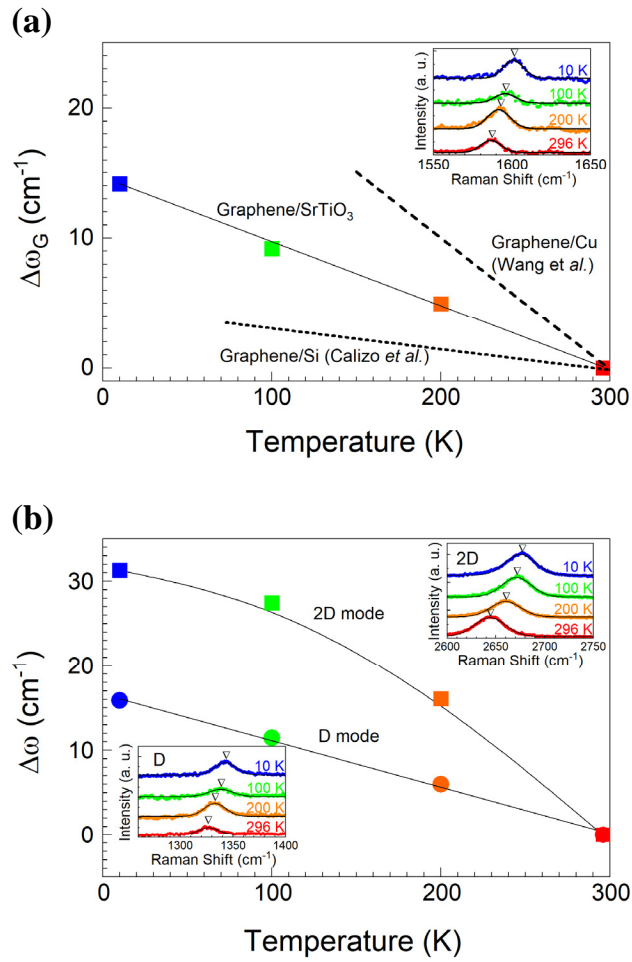 (a)
20
10
0
Δω_G (cm⁻¹)
0
100
200
300
Temperature (K)
Graphene/SrTiO₃
Graphene/Cu
(Wang et al.)
Graphene/Si (Calizo et al.)
Intensity (a. u.)
10 K
100 K
200 K
296 K
1550
1600
1650
Raman Shift (cm⁻¹)
(b)
30
20
10
0
Δω (cm⁻¹)
0
100
200
300
Temperature (K)
2D mode
D mode
2D
Intensity (a. u.)
10 K
100 K
200 K
296 K
2600
2650
2700
2750
Raman Shift (cm⁻¹)
D
Intensity (a. u.)
10 K
100 K
200 K
296 K
1300
1340
1400
Raman Shift (cm⁻¹)